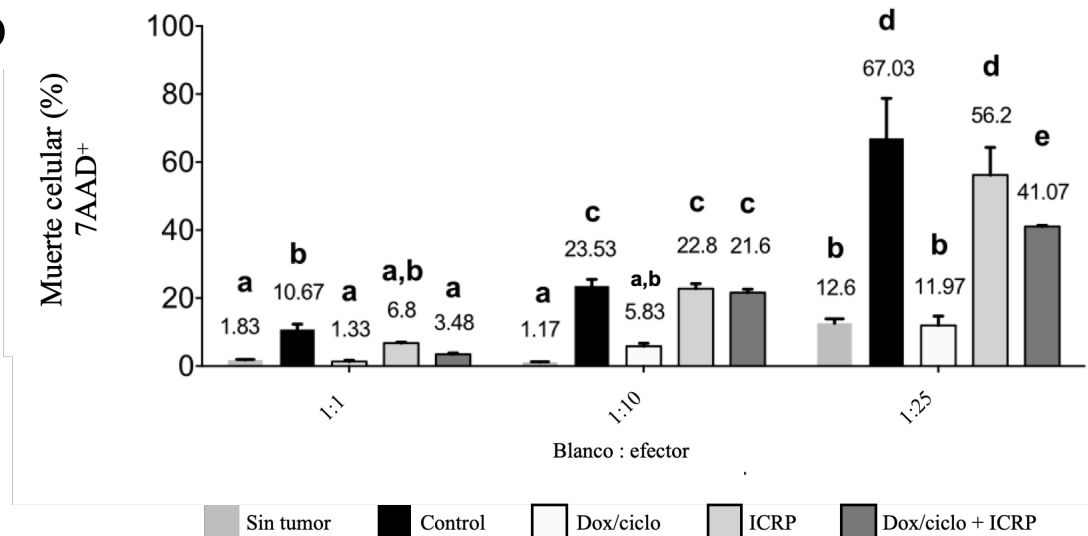 Muerte celular (%)
7AAD⁺
100
80
60
40
20
0
a
1.83
b
10.67
a
1.33
a,b
6.8
a
3.48
a
1.17
c
23.53
a,b
5.83
c
22.8
c
21.6
b
12.6
d
67.03
b
11.97
d
56.2
e
41.07
1:1
1:10
1:25
Blanco : efector
Sin tumor Control Dox/ciclo ICRP Dox/ciclo + ICRP